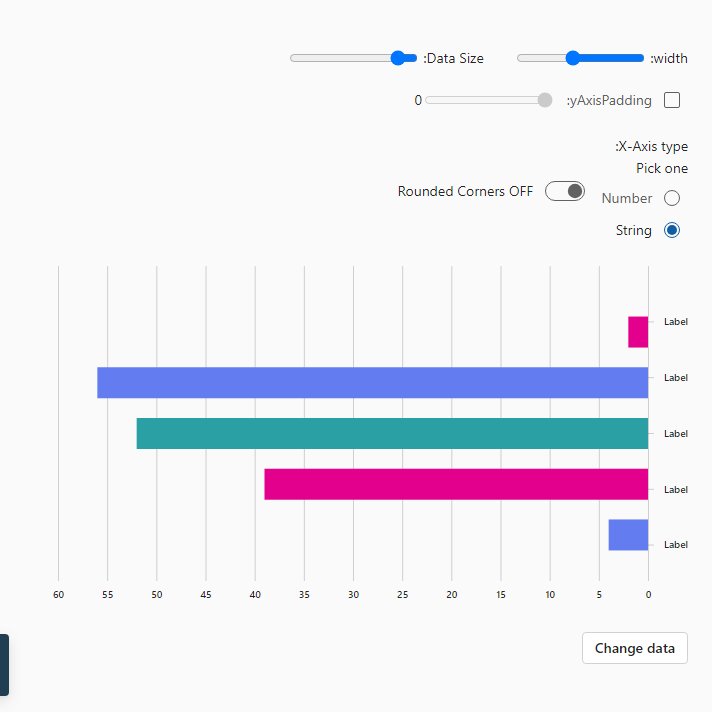 :width
:Data Size
:yAxisPadding
0
:X-Axis type
Pick one
Number
String
Rounded Corners OFF
Label
Label
Label
Label
Label
60 55 50 45 40 35 30 25 20 15 10 5 0
Change data